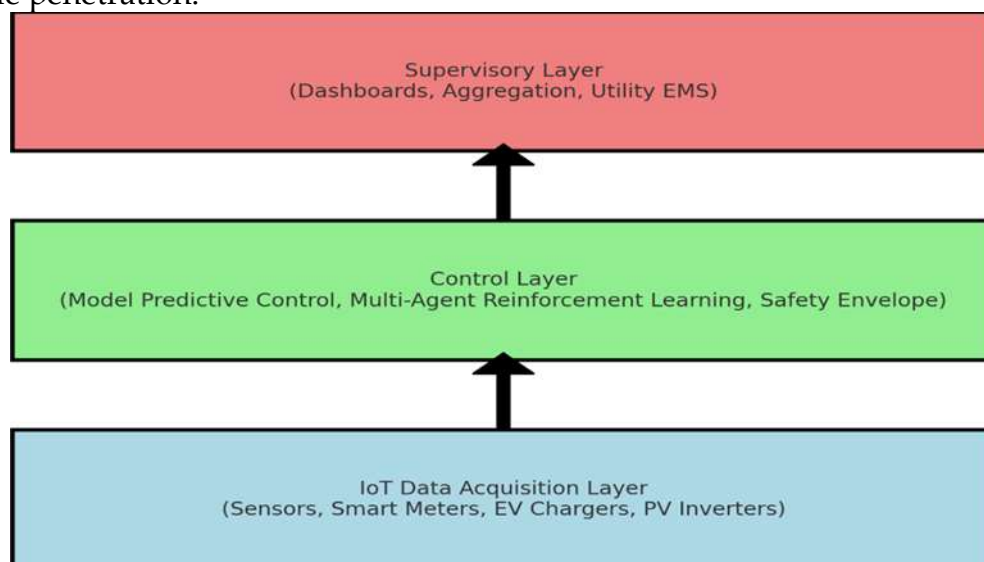 penetration.
Supervisory Layer
(Dashboards, Aggregation, Utility EMS)
Control Layer
(Model Predictive Control, Multi-Agent Reinforcement Learning, Safety Envelope)
IoT Data Acquisition Layer
(Sensors, Smart Meters, EV Chargers, PV Inverters)